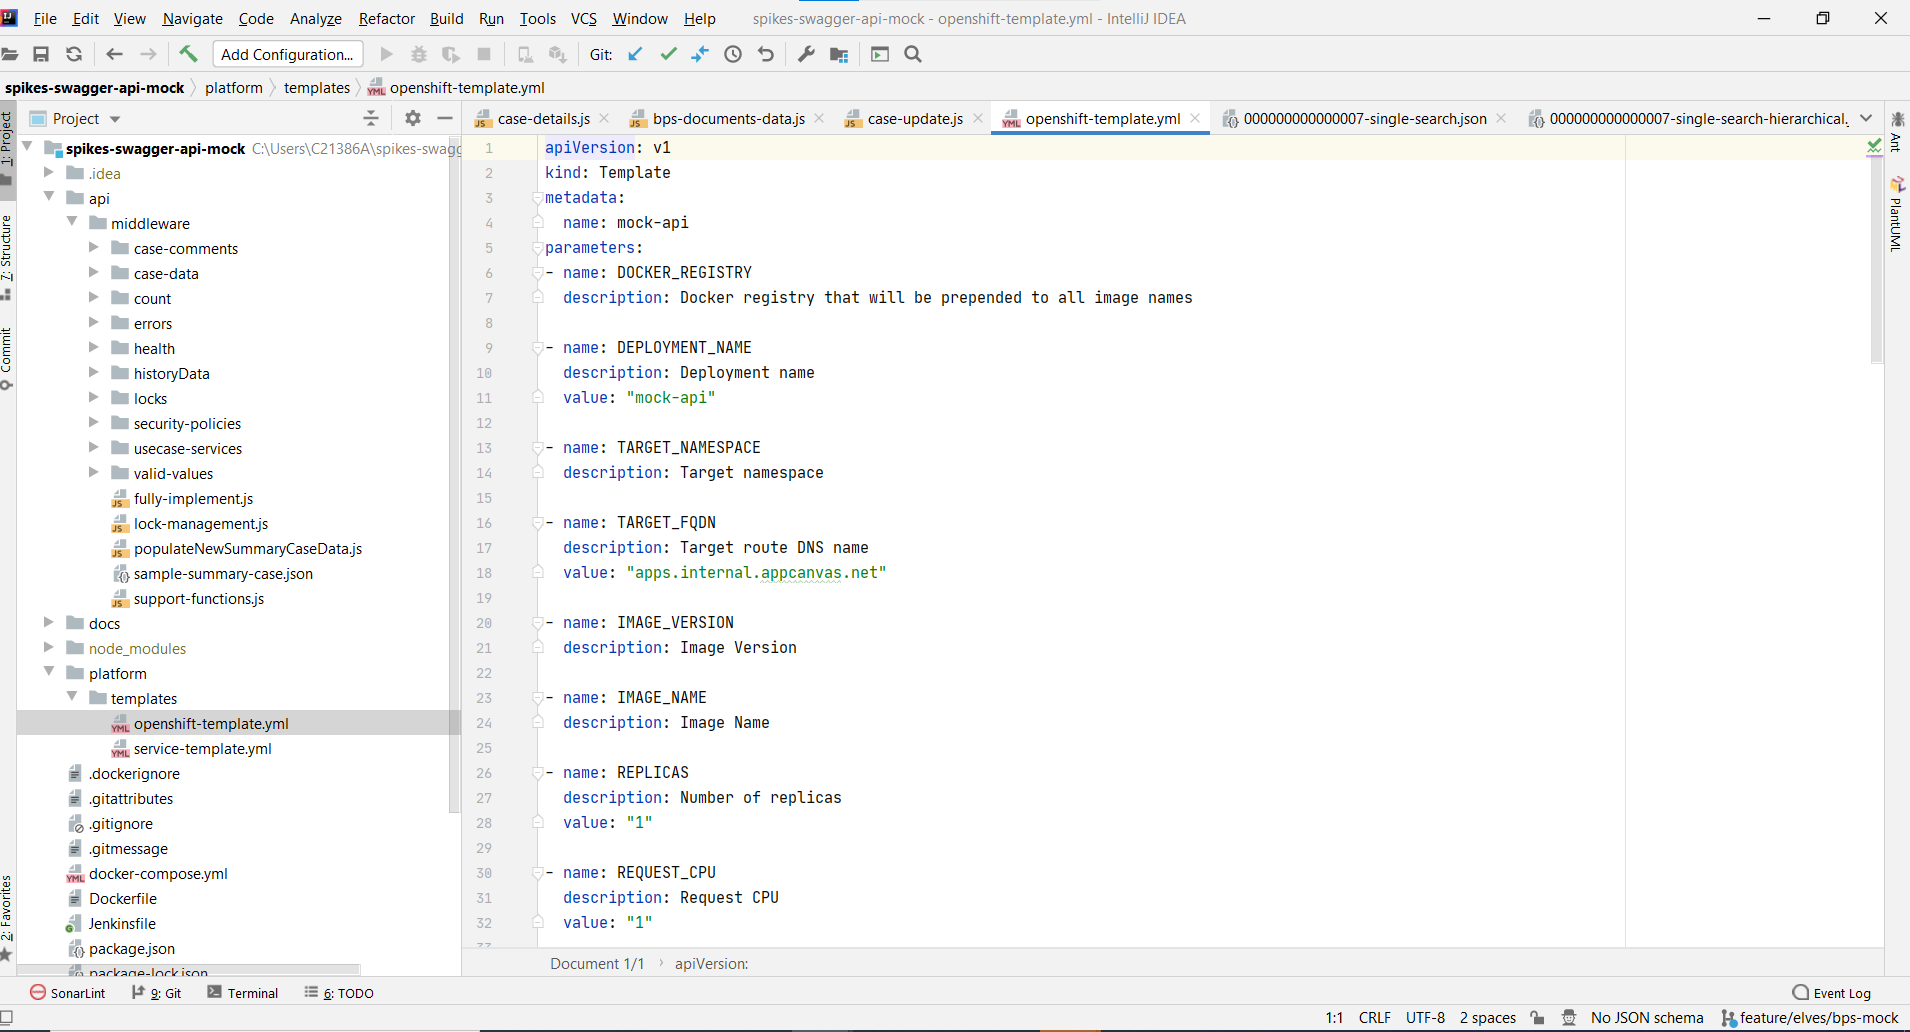 File Edit View Navigate Code Analyze Refactor Build Run Tools VCS Window Help spikes-swagger-api-mock - openshift-template.yml - IntelliJ IDEA
Add Configuration... Git:
spikes-swagger-api-mock platform templates openshift-template.yml
Project
case-details.js bps-documents-data.js case-update.js openshift-template.yml 000000000000007-single-search.json 000000000000007-single-search-hierarchical.
1: Project
7: Structure
Commit
2: Favorites
spikes-swagger-api-mock C:\Users\C21386A\spikes-swagg
.idea
api
middleware
case-comments
case-data
count
errors
health
historyData
locks
security-policies
usecase-services
valid-values
fully-implement.js
lock-management.js
populateNewSummaryCaseData.js
sample-summary-case.json
support-functions.js
docs
node_modules
platform
templates
openshift-template.yml
service-template.yml
.dockerignore
.gitattributes
.gitignore
.gitmessage
docker-compose.yml
Dockerfile
Jenkinsfile
package.json
package-lock.json
1 apiVersion: v1
2 kind: Template
3 metadata:
4 name: mock-api
5 parameters:
6 - name: DOCKER_REGISTRY
7 description: Docker registry that will be prepended to all image names
8
9 - name: DEPLOYMENT_NAME
10 description: Deployment name
11 value: "mock-api"
12
13 - name: TARGET_NAMESPACE
14 description: Target namespace
15
16 - name: TARGET_FQDN
17 description: Target route DNS name
18 value: "apps.internal.appcanvas.net"
19
20 - name: IMAGE_VERSION
21 description: Image Version
22
23 - name: IMAGE_NAME
24 description: Image Name
25
26 - name: REPLICAS
27 description: Number of replicas
28 value: "1"
29
30 - name: REQUEST_CPU
31 description: Request CPU
32 value: "1"
33
Document 1/1 apiVersion:
Ant
PlantUML
SonarLint 9: Git Terminal 6: TODO Event Log
1:1 CRLF UTF-8 2 spaces No JSON schema feature/elves/bps-mock